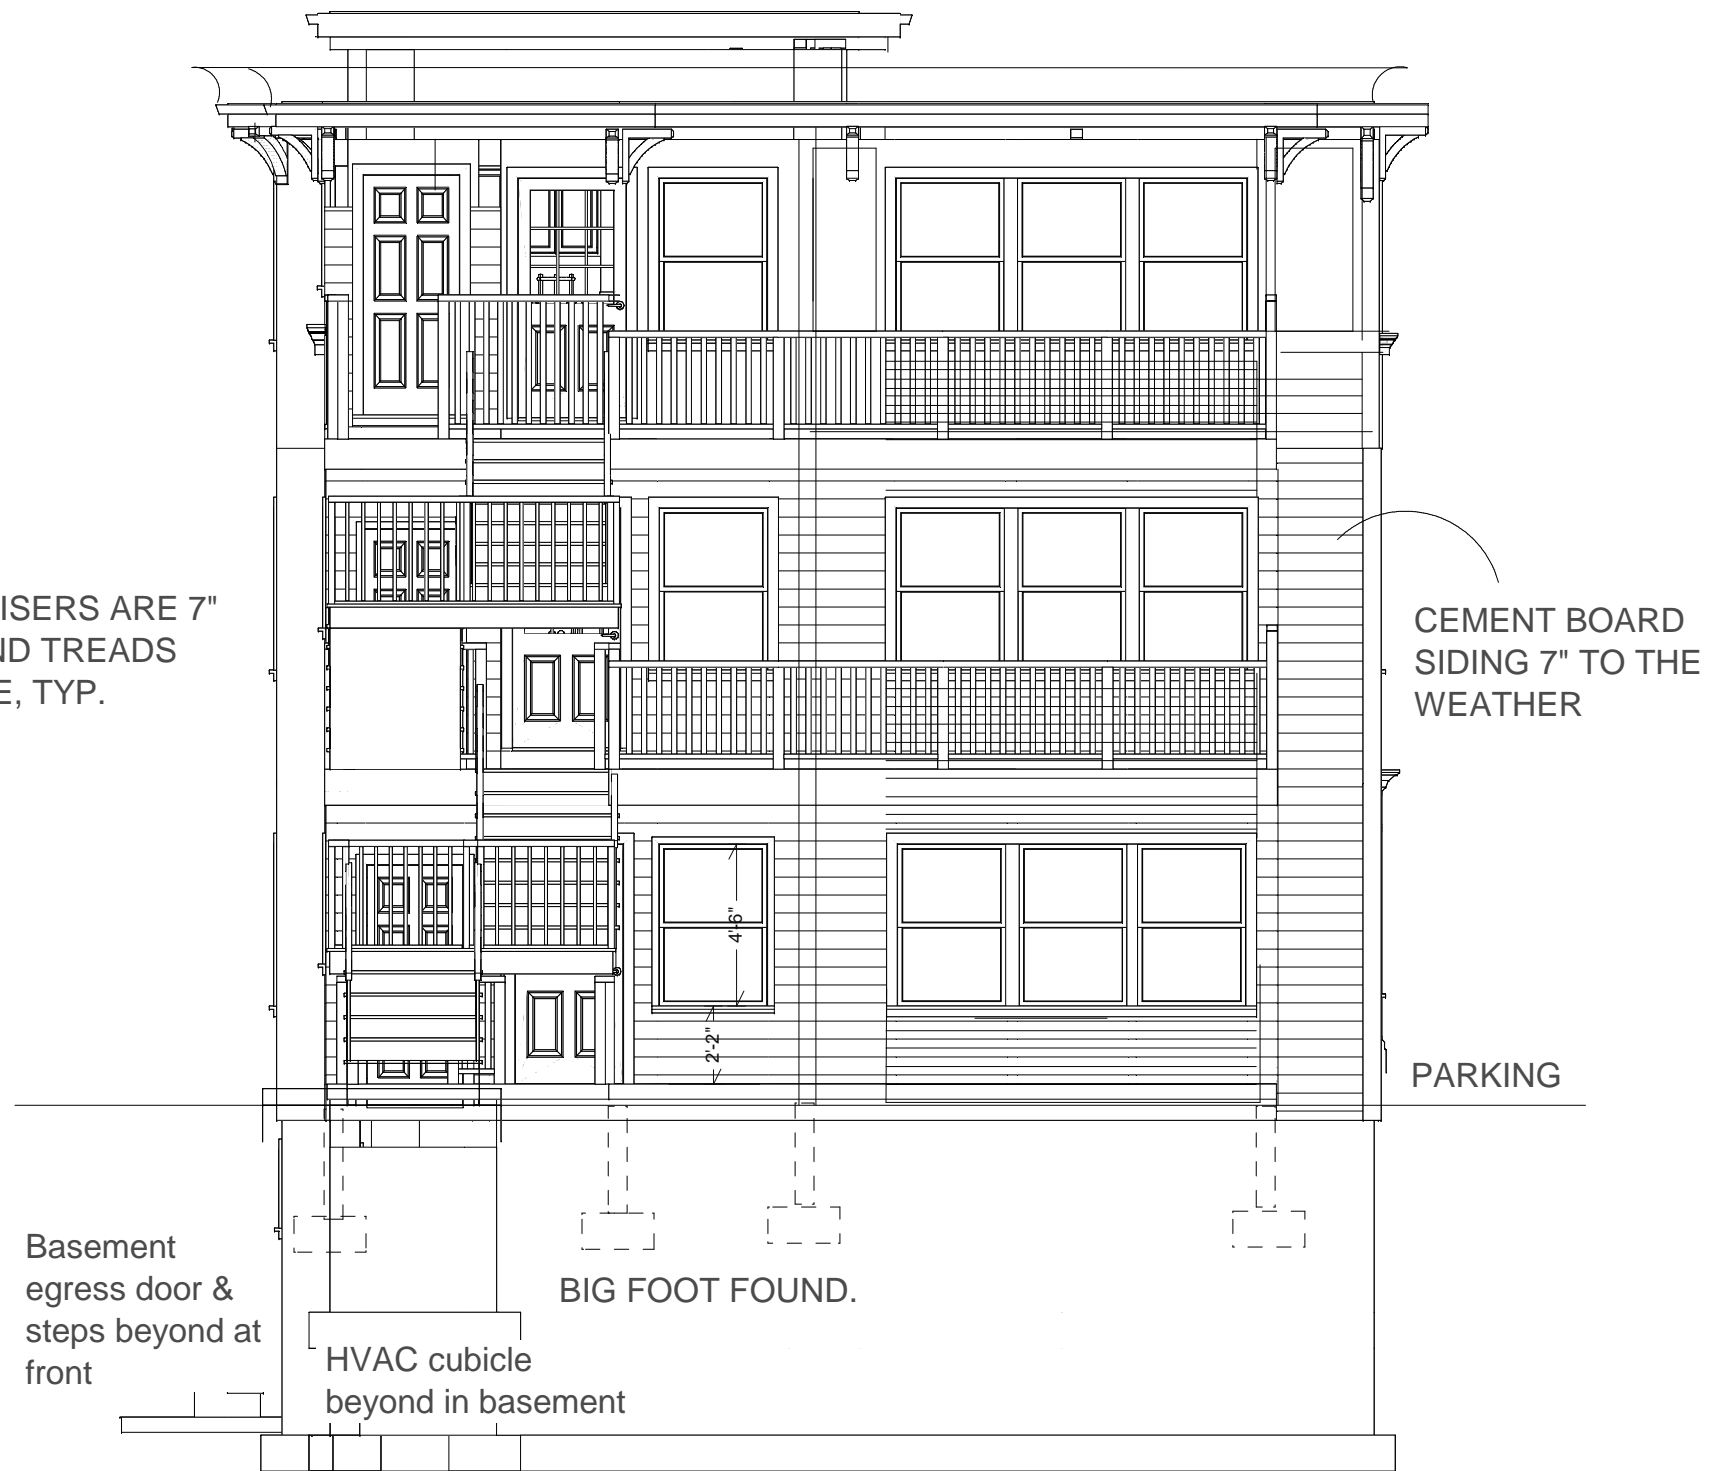 ISERS ARE 7"
ND TREADS
E, TYP.
CEMENT BOARD
SIDING 7" TO THE
WEATHER
4'-6"
2'-2"
PARKING
Basement
egress door &
steps beyond at
front
BIG FOOT FOUND.
HVAC cubicle
beyond in basement